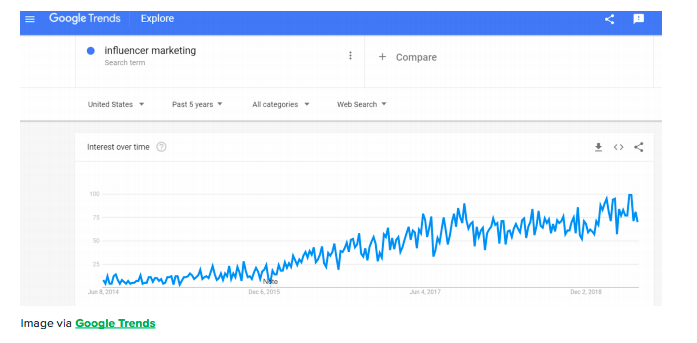 Google Trends Explore
influencer marketing
Search term
+ Compare
United States Past 5 years All categories Web Search
Interest over time
100
75
50
25
Note
Jun 8, 2014 Dec 6, 2015 Jun 4, 2017 Dec 2, 2018
Image via Google Trends